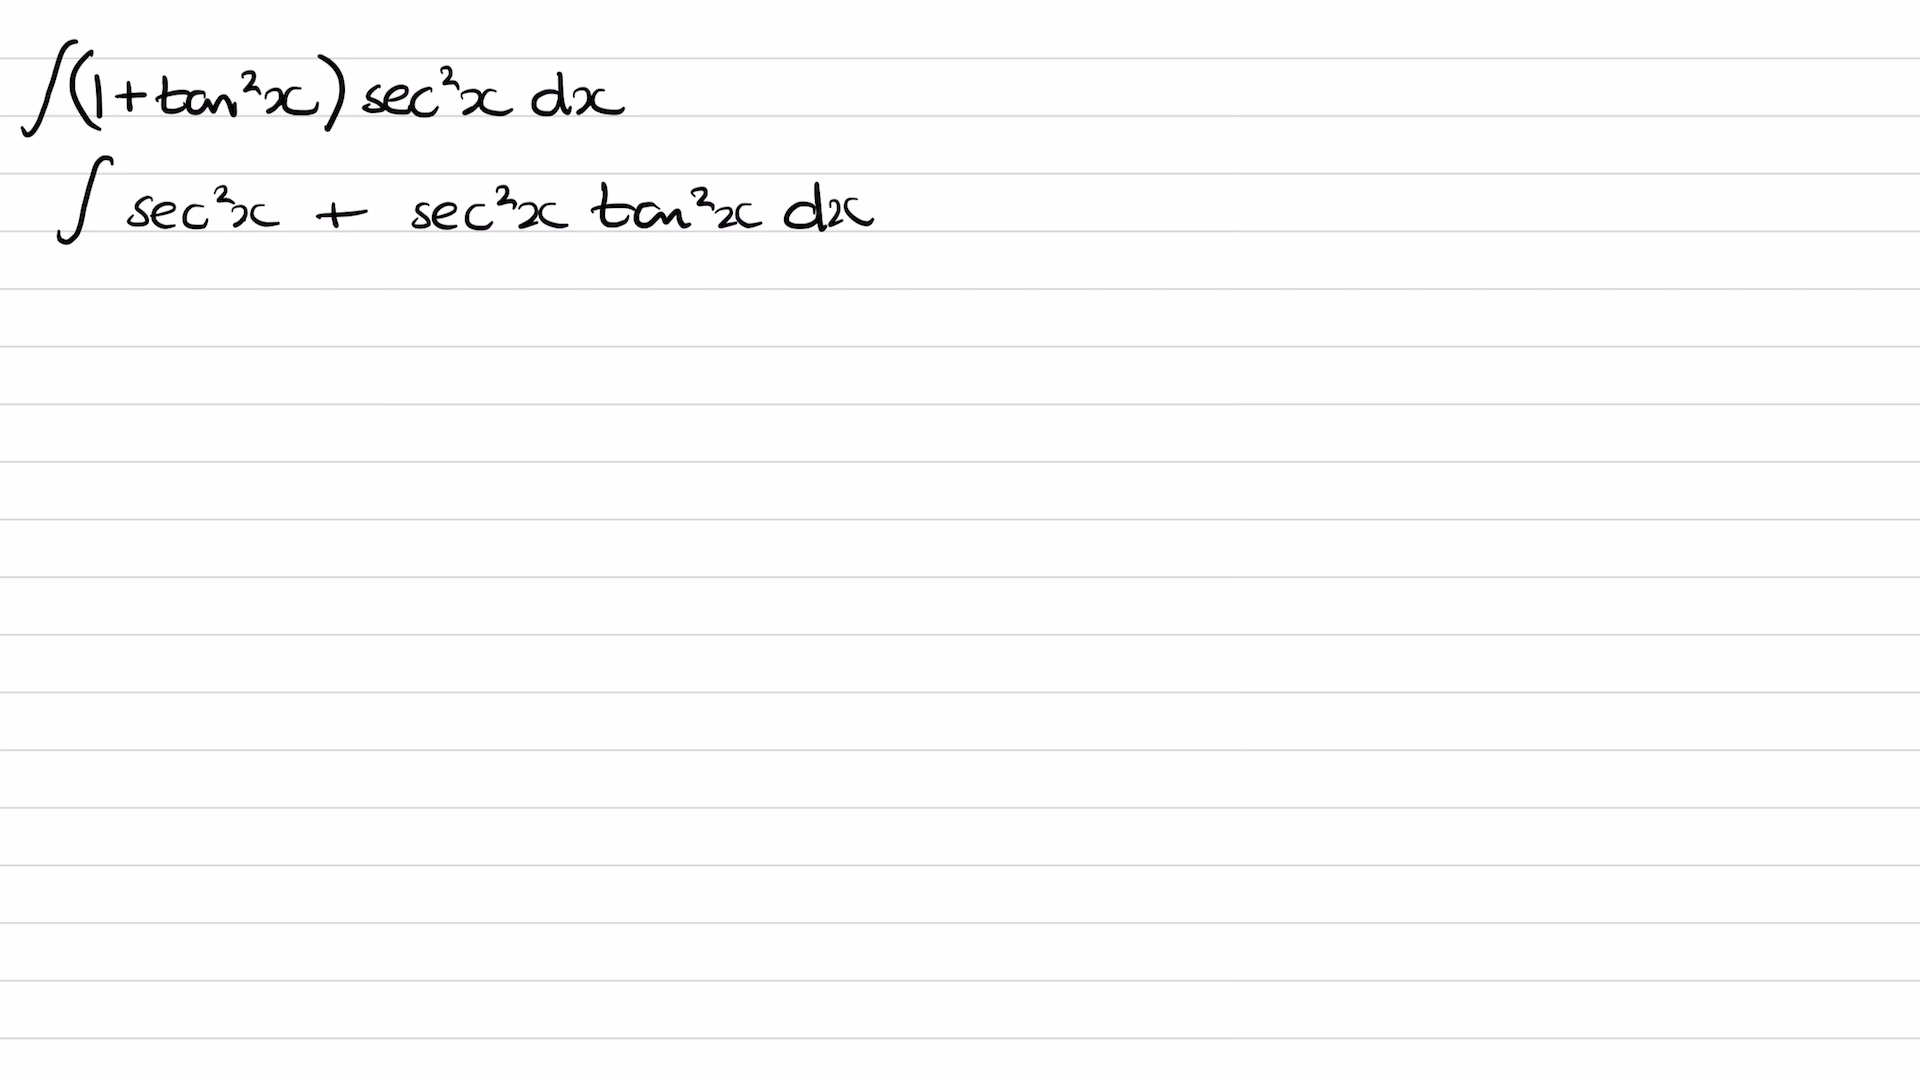 ∫(1+tan²x) sec²x dx
∫ sec²x + sec²x tan²x dx